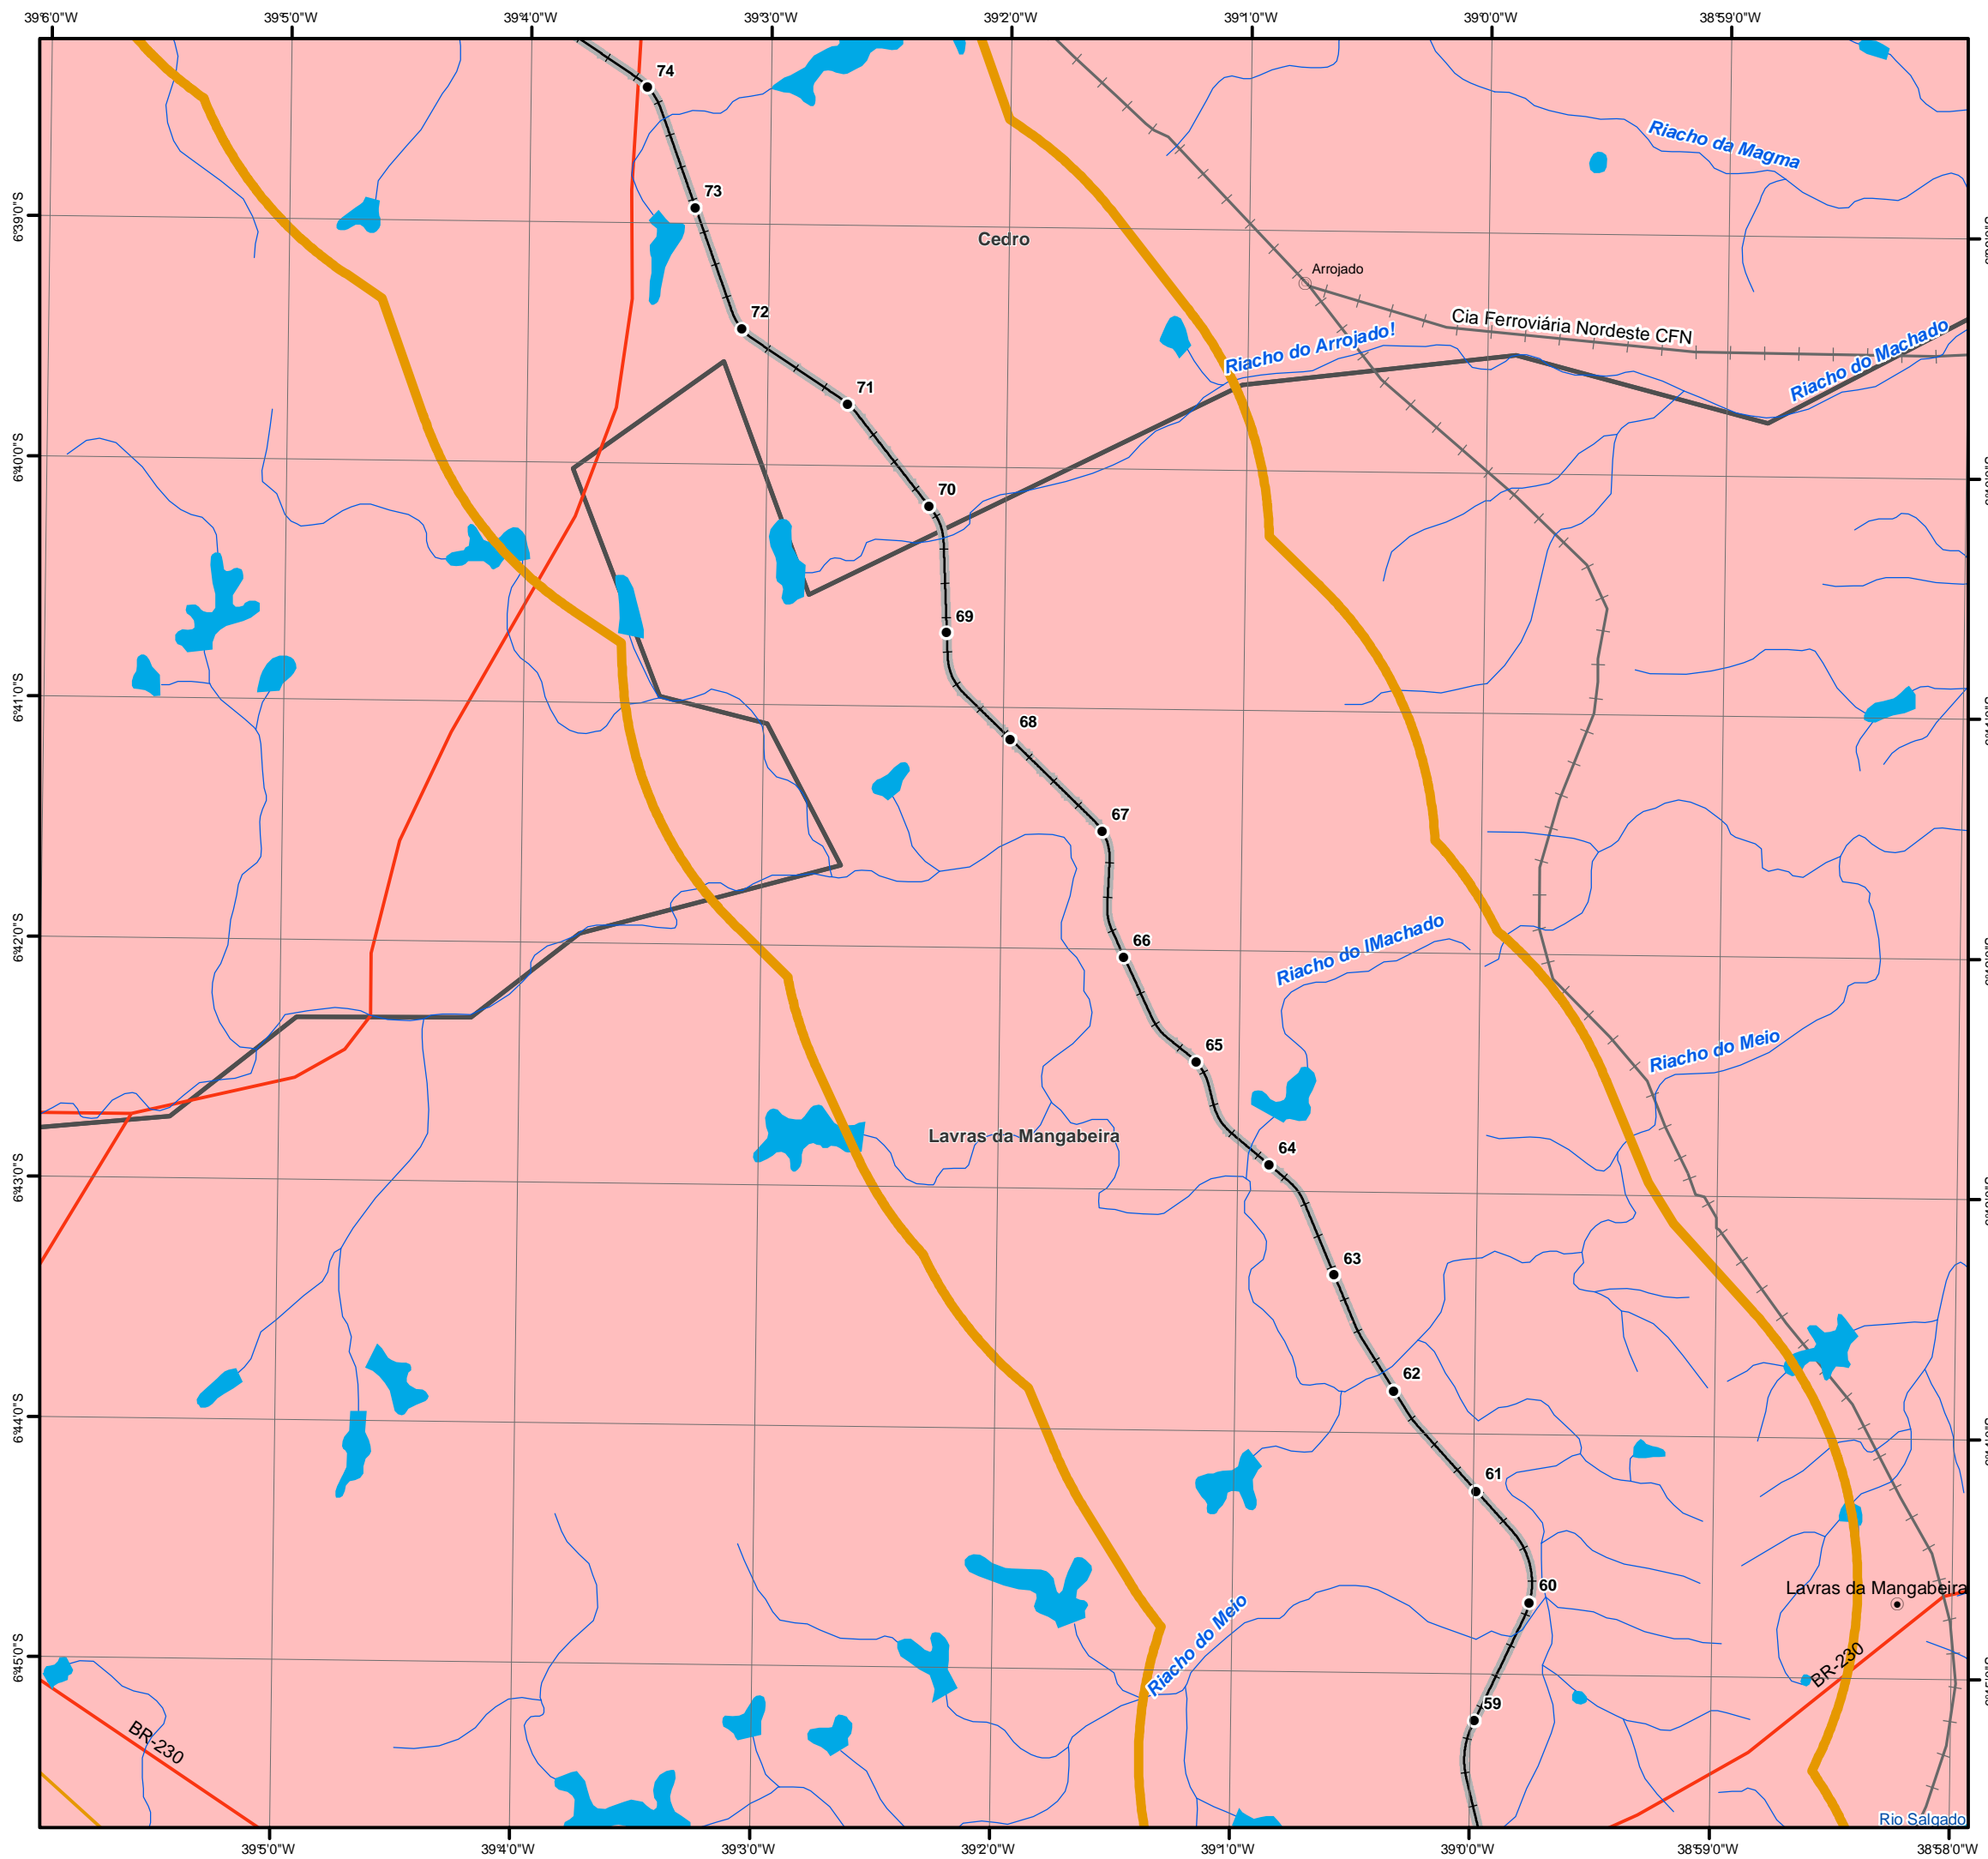 39°6'0"W
39°5'0"W
39°4'0"W
39°3'0"W
39°2'0"W
39°1'0"W
39°0'0"W
38°59'0"W
74
Riacho da Magma
73
6°39'0"S
Cedro
Arrojado
72
Cia Ferroviária Nordeste CFN
Riacho do Arrojado!
Riacho do Machado
71
6°40'0"S
70
69
6°41'0"S
68
67
66
6°42'0"S
Riacho do lMachado
65
Riacho do Meio
Lavras da Mangabeira
64
6°43'0"S
63
62
6°44'0"S
61
60
Lavras da Mangabeira
Riacho do Meio
6°45'0"S
BR-230
59
BR-230
Rio Salgado
39°5'0"W
39°4'0"W
39°3'0"W
39°2'0"W
39°1'0"W
39°0'0"W
38°59'0"W
38°58'0"W